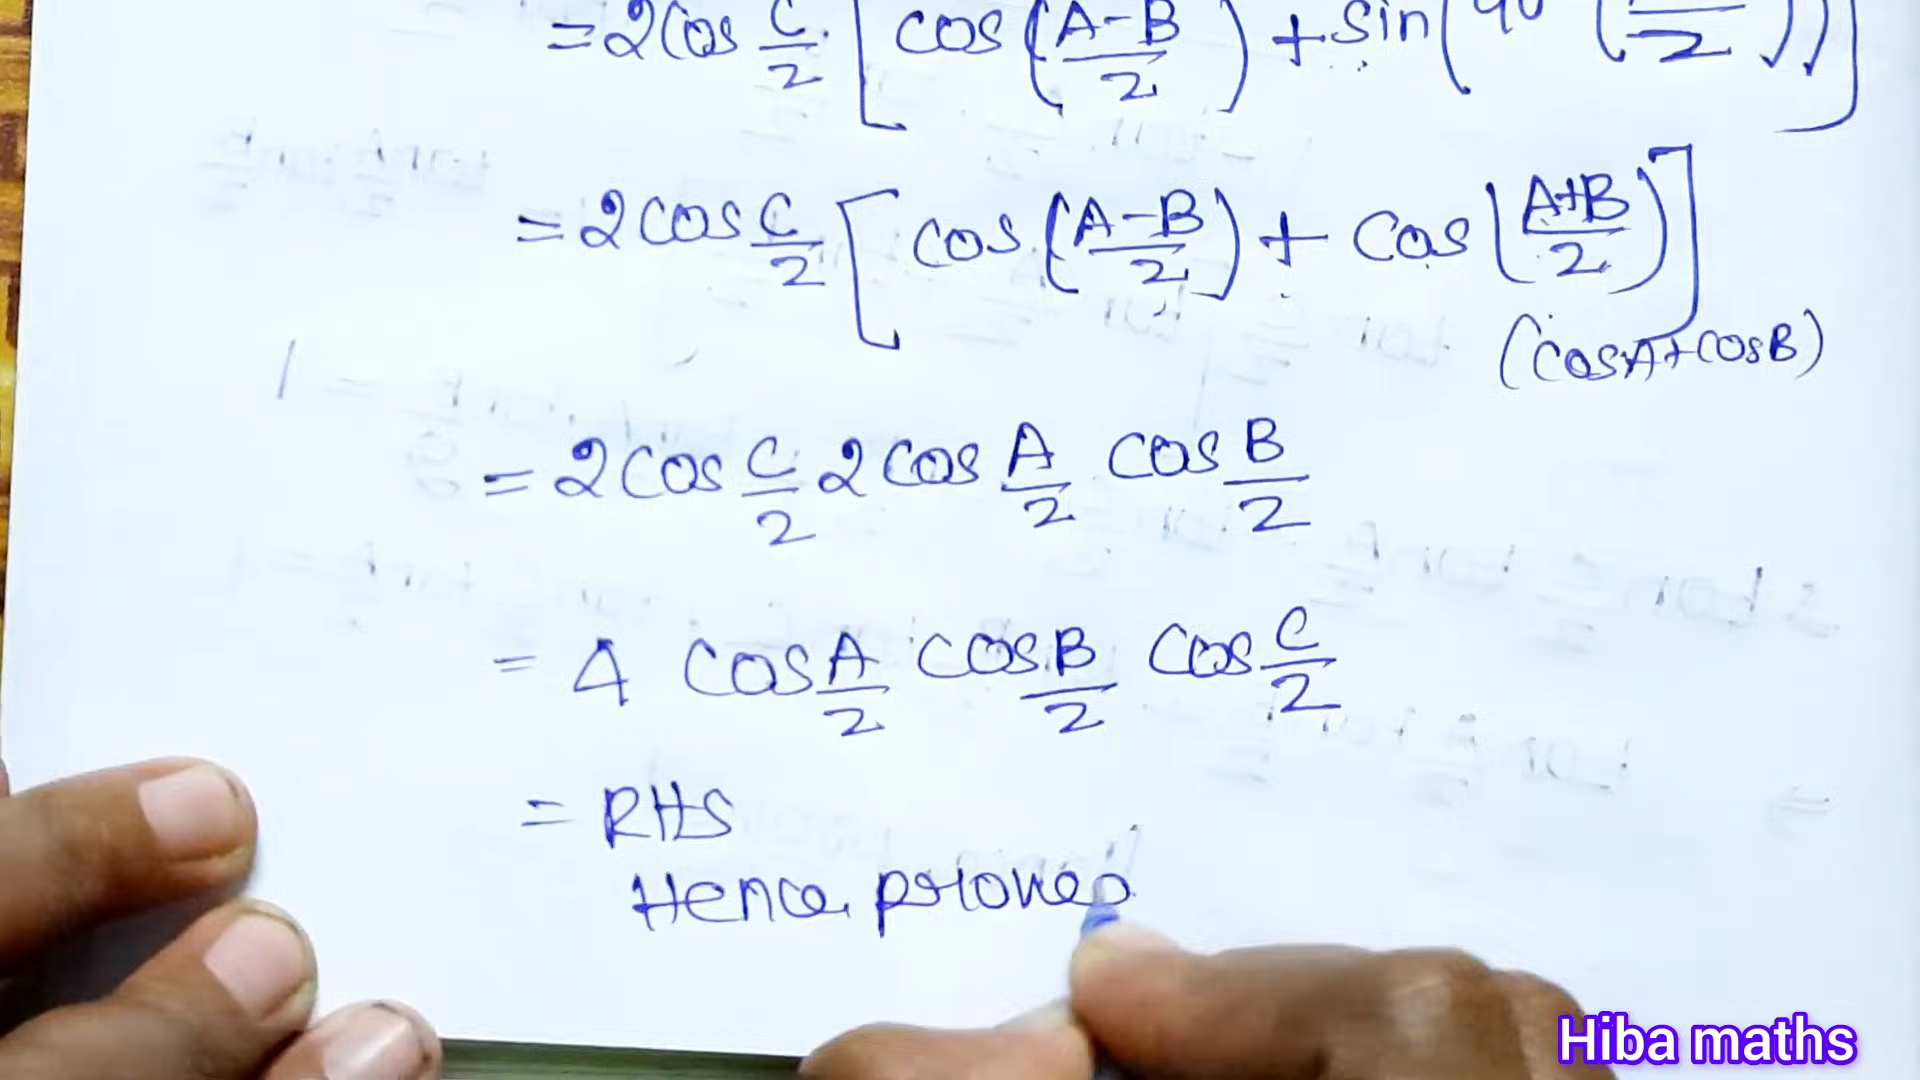 =2Cos C/2 [cos(A-B/2)+sin(90 (/2))]
=2cos C/2 [cos(A-B/2)+cos(A+B/2)]
(cosA+cosB)
=2cos C/2 2cos A/2 cos B/2
= 4 cos A/2 cos B/2 cos C/2
= RHS
Hence proved
Hiba maths